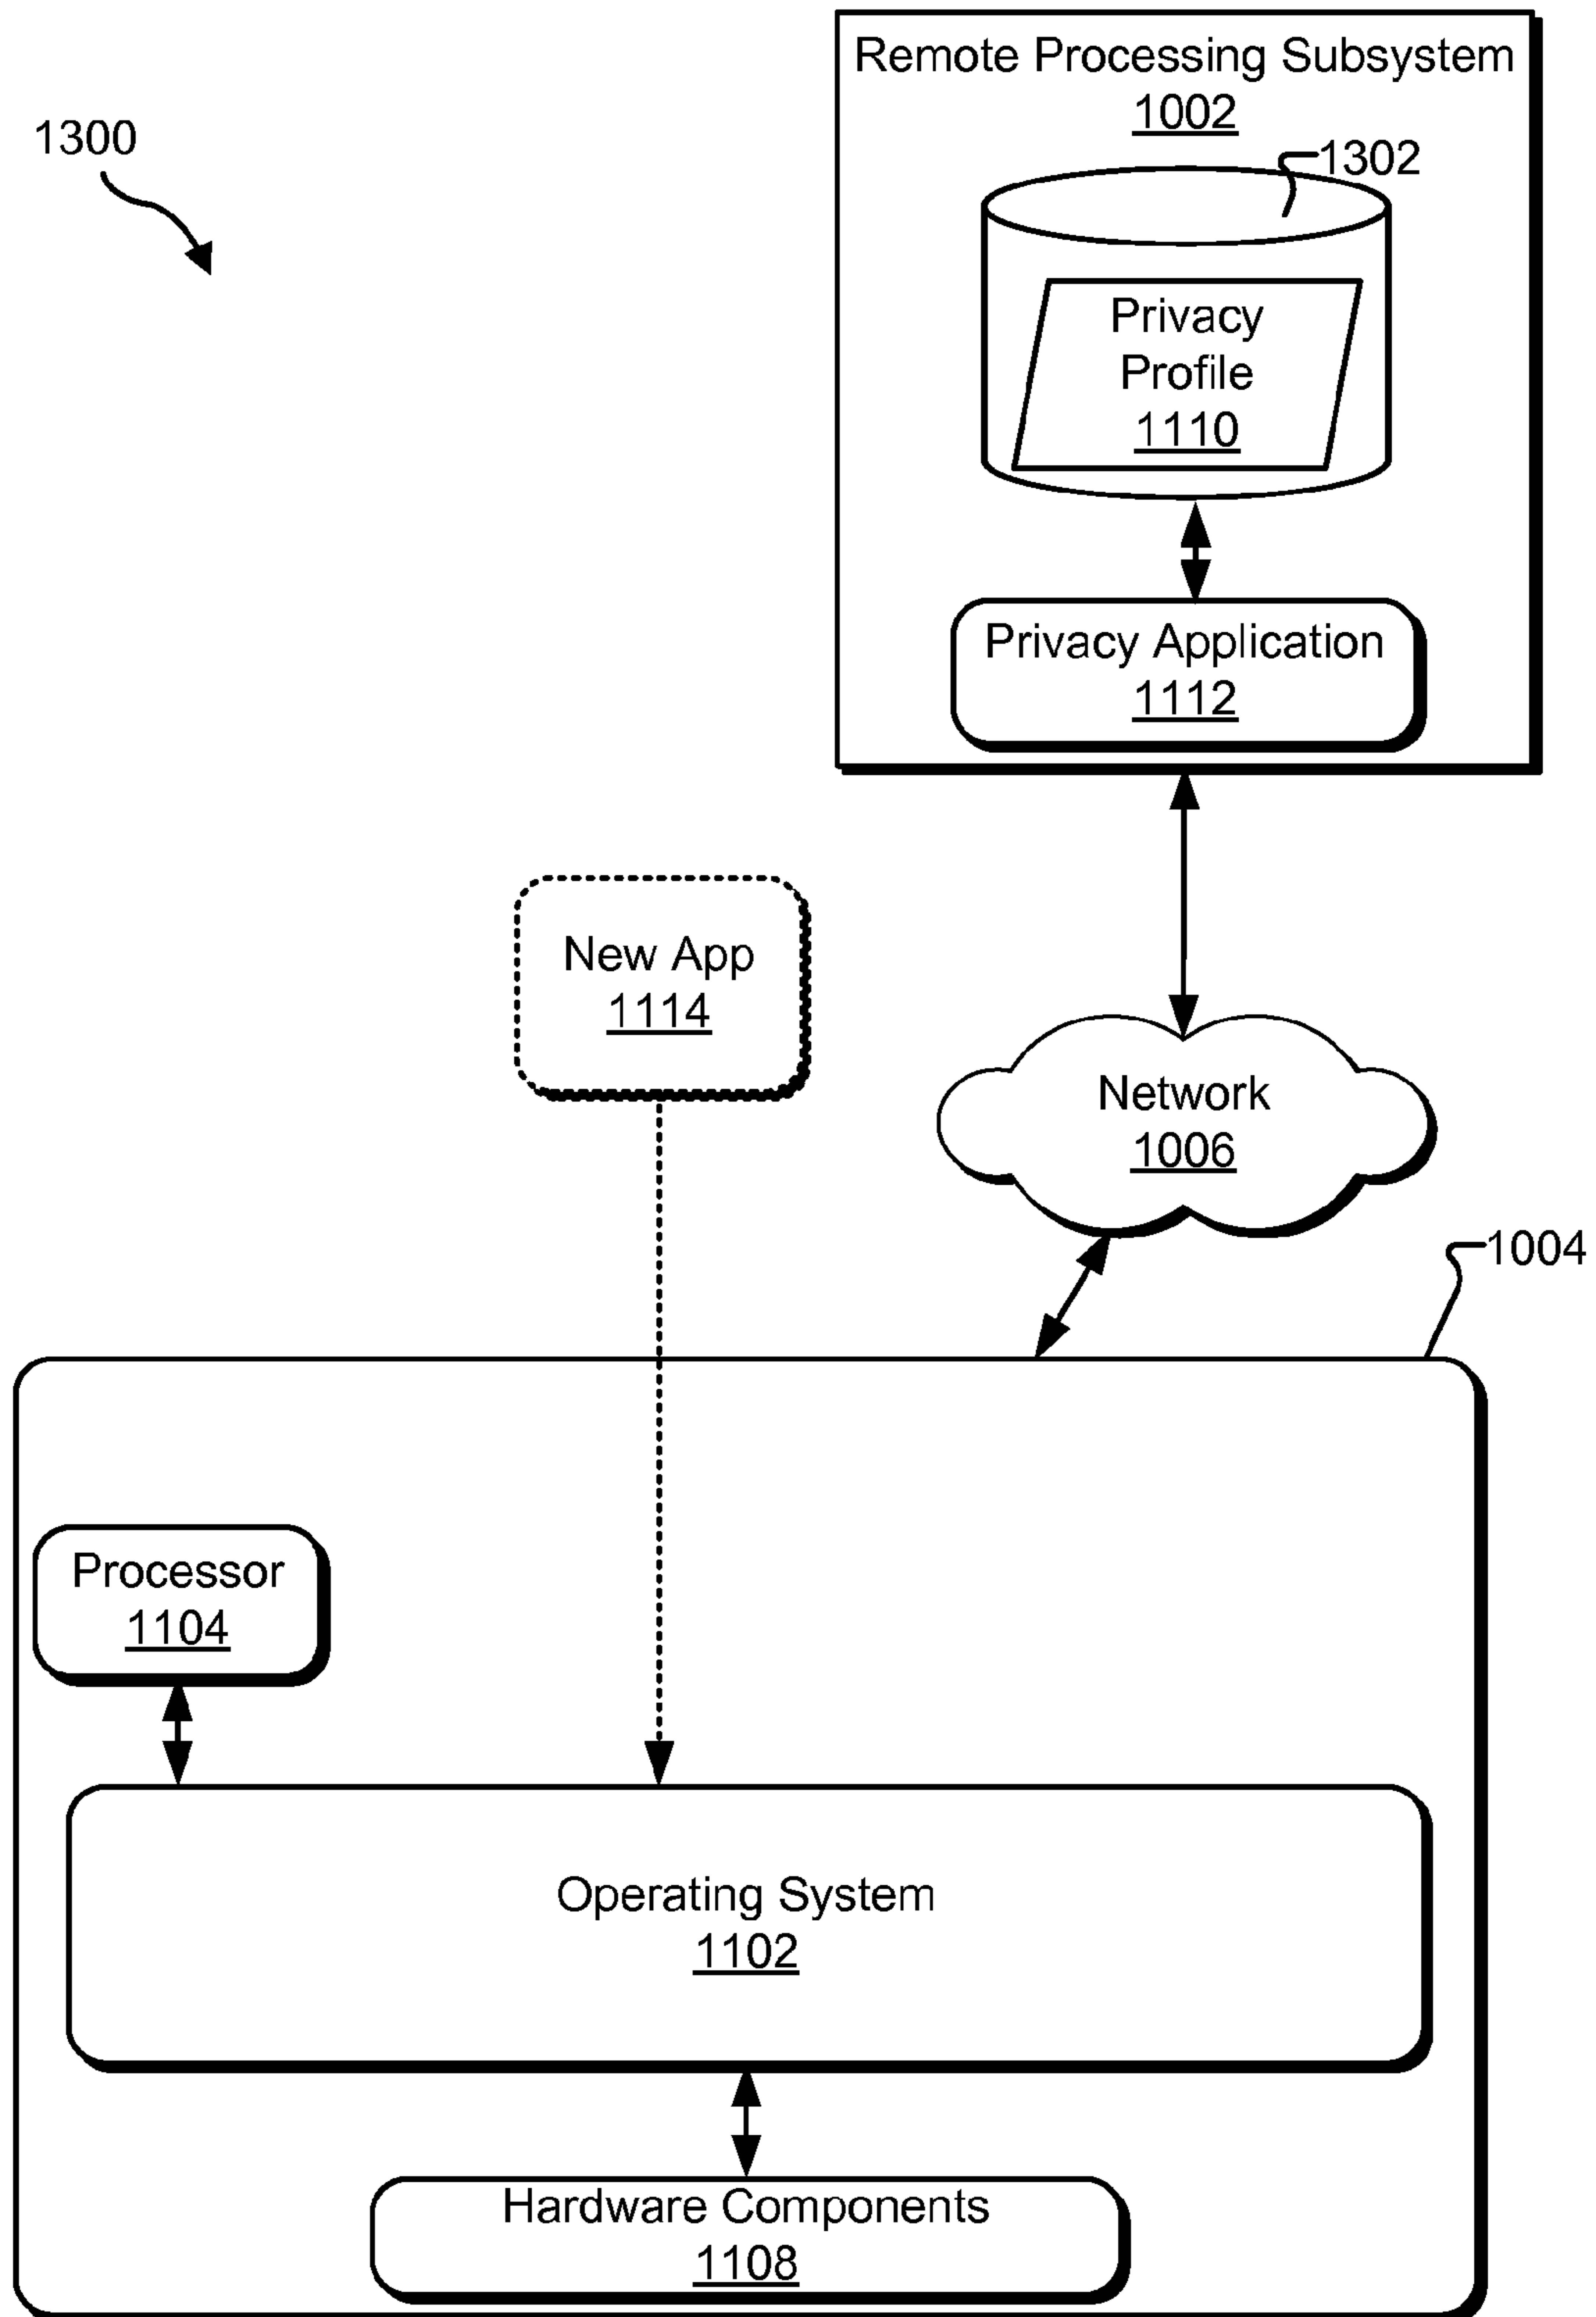 Remote Processing Subsystem
1002
1300
1302
Privacy
Profile
1110
Privacy Application
1112
New App
1114
Network
1006
1004
Processor
1104
Operating System
1102
Hardware Components
1108